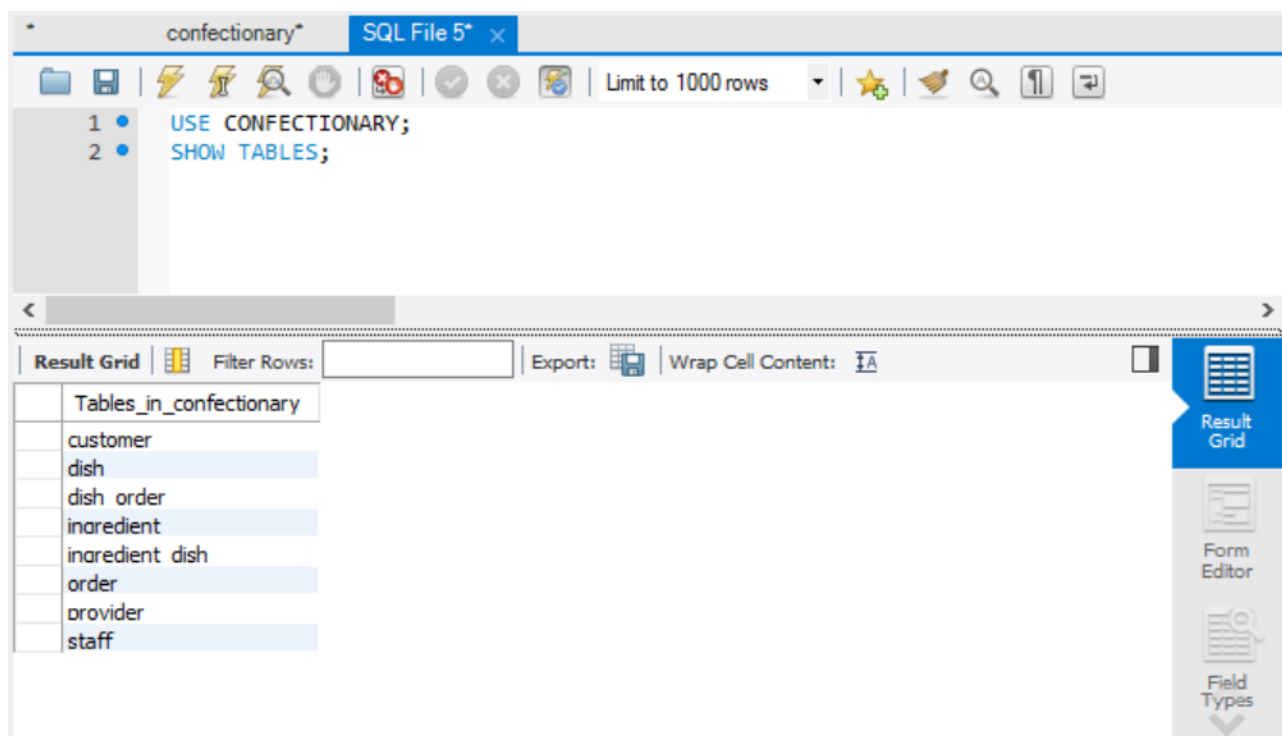 * confectionary* SQL File 5* ×
Limit to 1000 rows
1 USE CONFECTIONARY;
2 SHOW TABLES;
Result Grid Filter Rows: Export: Wrap Cell Content:
Tables_in_confectionary
customer
dish
dish_order
ingredient
ingredient_dish
order
provider
staff
Result
Grid
Form
Editor
Field
Types